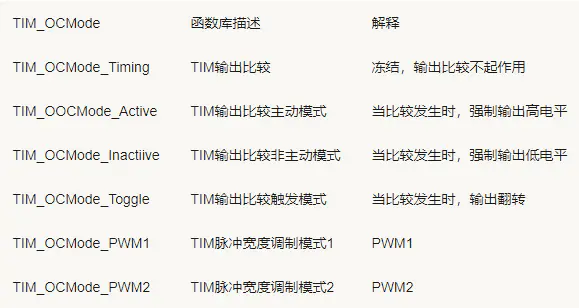 TIM_OCMode 函数库描述 解释
TIM_OCMode_Timing TIM输出比较 冻结，输出比较不起作用
TIM_OOCMode_Active TIM输出比较主动模式 当比较发生时，强制输出高电平
TIM_OCMode_Inactiive TIM输出比较非主动模式 当比较发生时，强制输出低电平
TIM_OCMode_Toggle TIM输出比较触发模式 当比较发生时，输出翻转
TIM_OCMode_PWM1 TIM脉冲宽度调制模式1 PWM1
TIM_OCMode_PWM2 TIM脉冲宽度调制模式2 PWM2